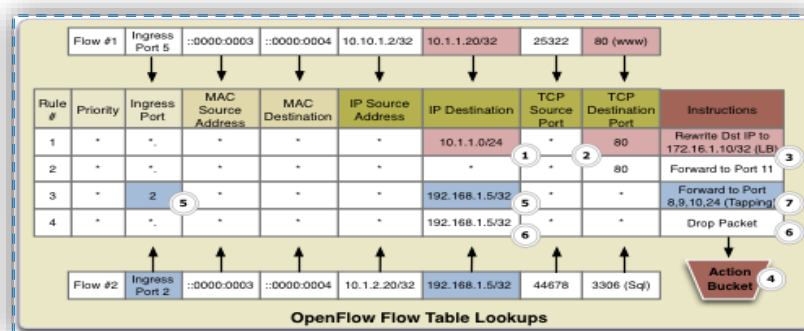 Flow #1 Ingress Port 5 ::0000:0003 ::0000:0004 10.10.1.2/32 10.1.1.20/32 25322 80 (www)
Rule # Priority Ingress Port MAC Source Address MAC Destination IP Source Address IP Destination TCP Source Port TCP Destination Port Instructions
1 * *. * * * 10.1.1.0/24 * 80 Rewrite Dst IP to 172.16.1.10/32 (LB)
1 2 3
2 * *. * * * * * 80 Forward to Port 11
3 * 2 * * * 192.168.1.5/32 * * Forward to Port 8,9,10,24 (Tapping)
5 5 7
4 * *. * * * 192.168.1.5/32 * * Drop Packet
6 6
Flow #2 Ingress Port 2 ::0000:0003 ::0000:0004 10.1.2.20/32 192.168.1.5/32 44678 3306 (Sql)
Action Bucket 4
OpenFlow Flow Table Lookups